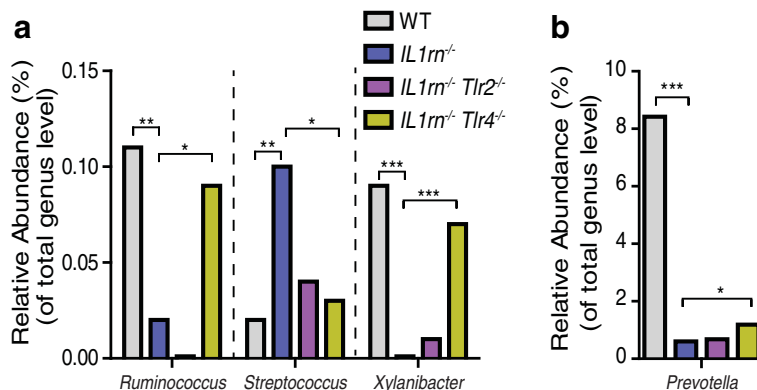 a
WT
IL1rn-/-
IL1rn-/- Tlr2-/-
IL1rn-/- Tlr4-/-
Relative Abundance (%)
(of total genus level)
0.15
0.10
0.05
0.00
**
*
**
*
***
***
Ruminococcus
Streptococcus
Xylanibacter
b
Relative Abundance (%)
(of total genus level)
10
8
6
4
2
0
***
*
Prevotella